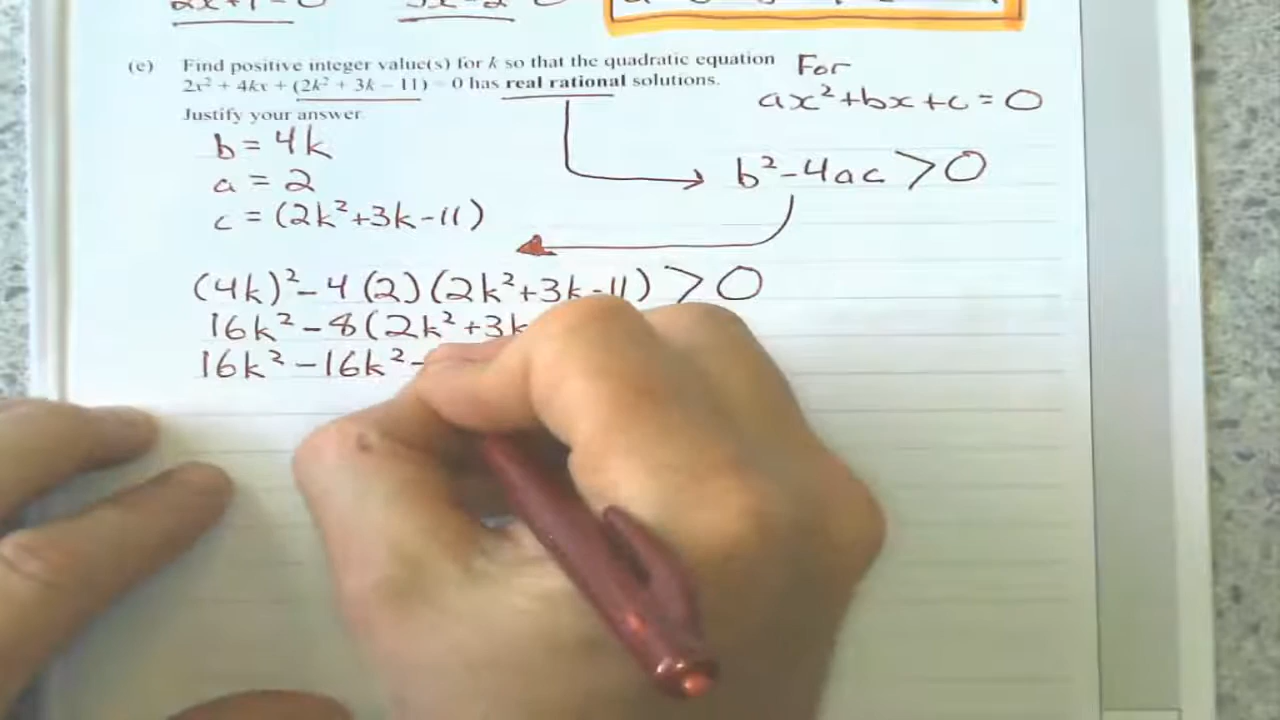 (e) Find positive integer value(s) for k so that the quadratic equation
2x² + 4kx + (2k² + 3k − 11) = 0 has real rational solutions.
Justify your answer
For
ax²+bx+c=0
b = 4k
a = 2
c = (2k²+3k-11)
b²-4ac > 0
(4k)²-4(2)(2k²+3k-11) > 0
16k² - 8(2k² + 3k
16k² - 16k² -